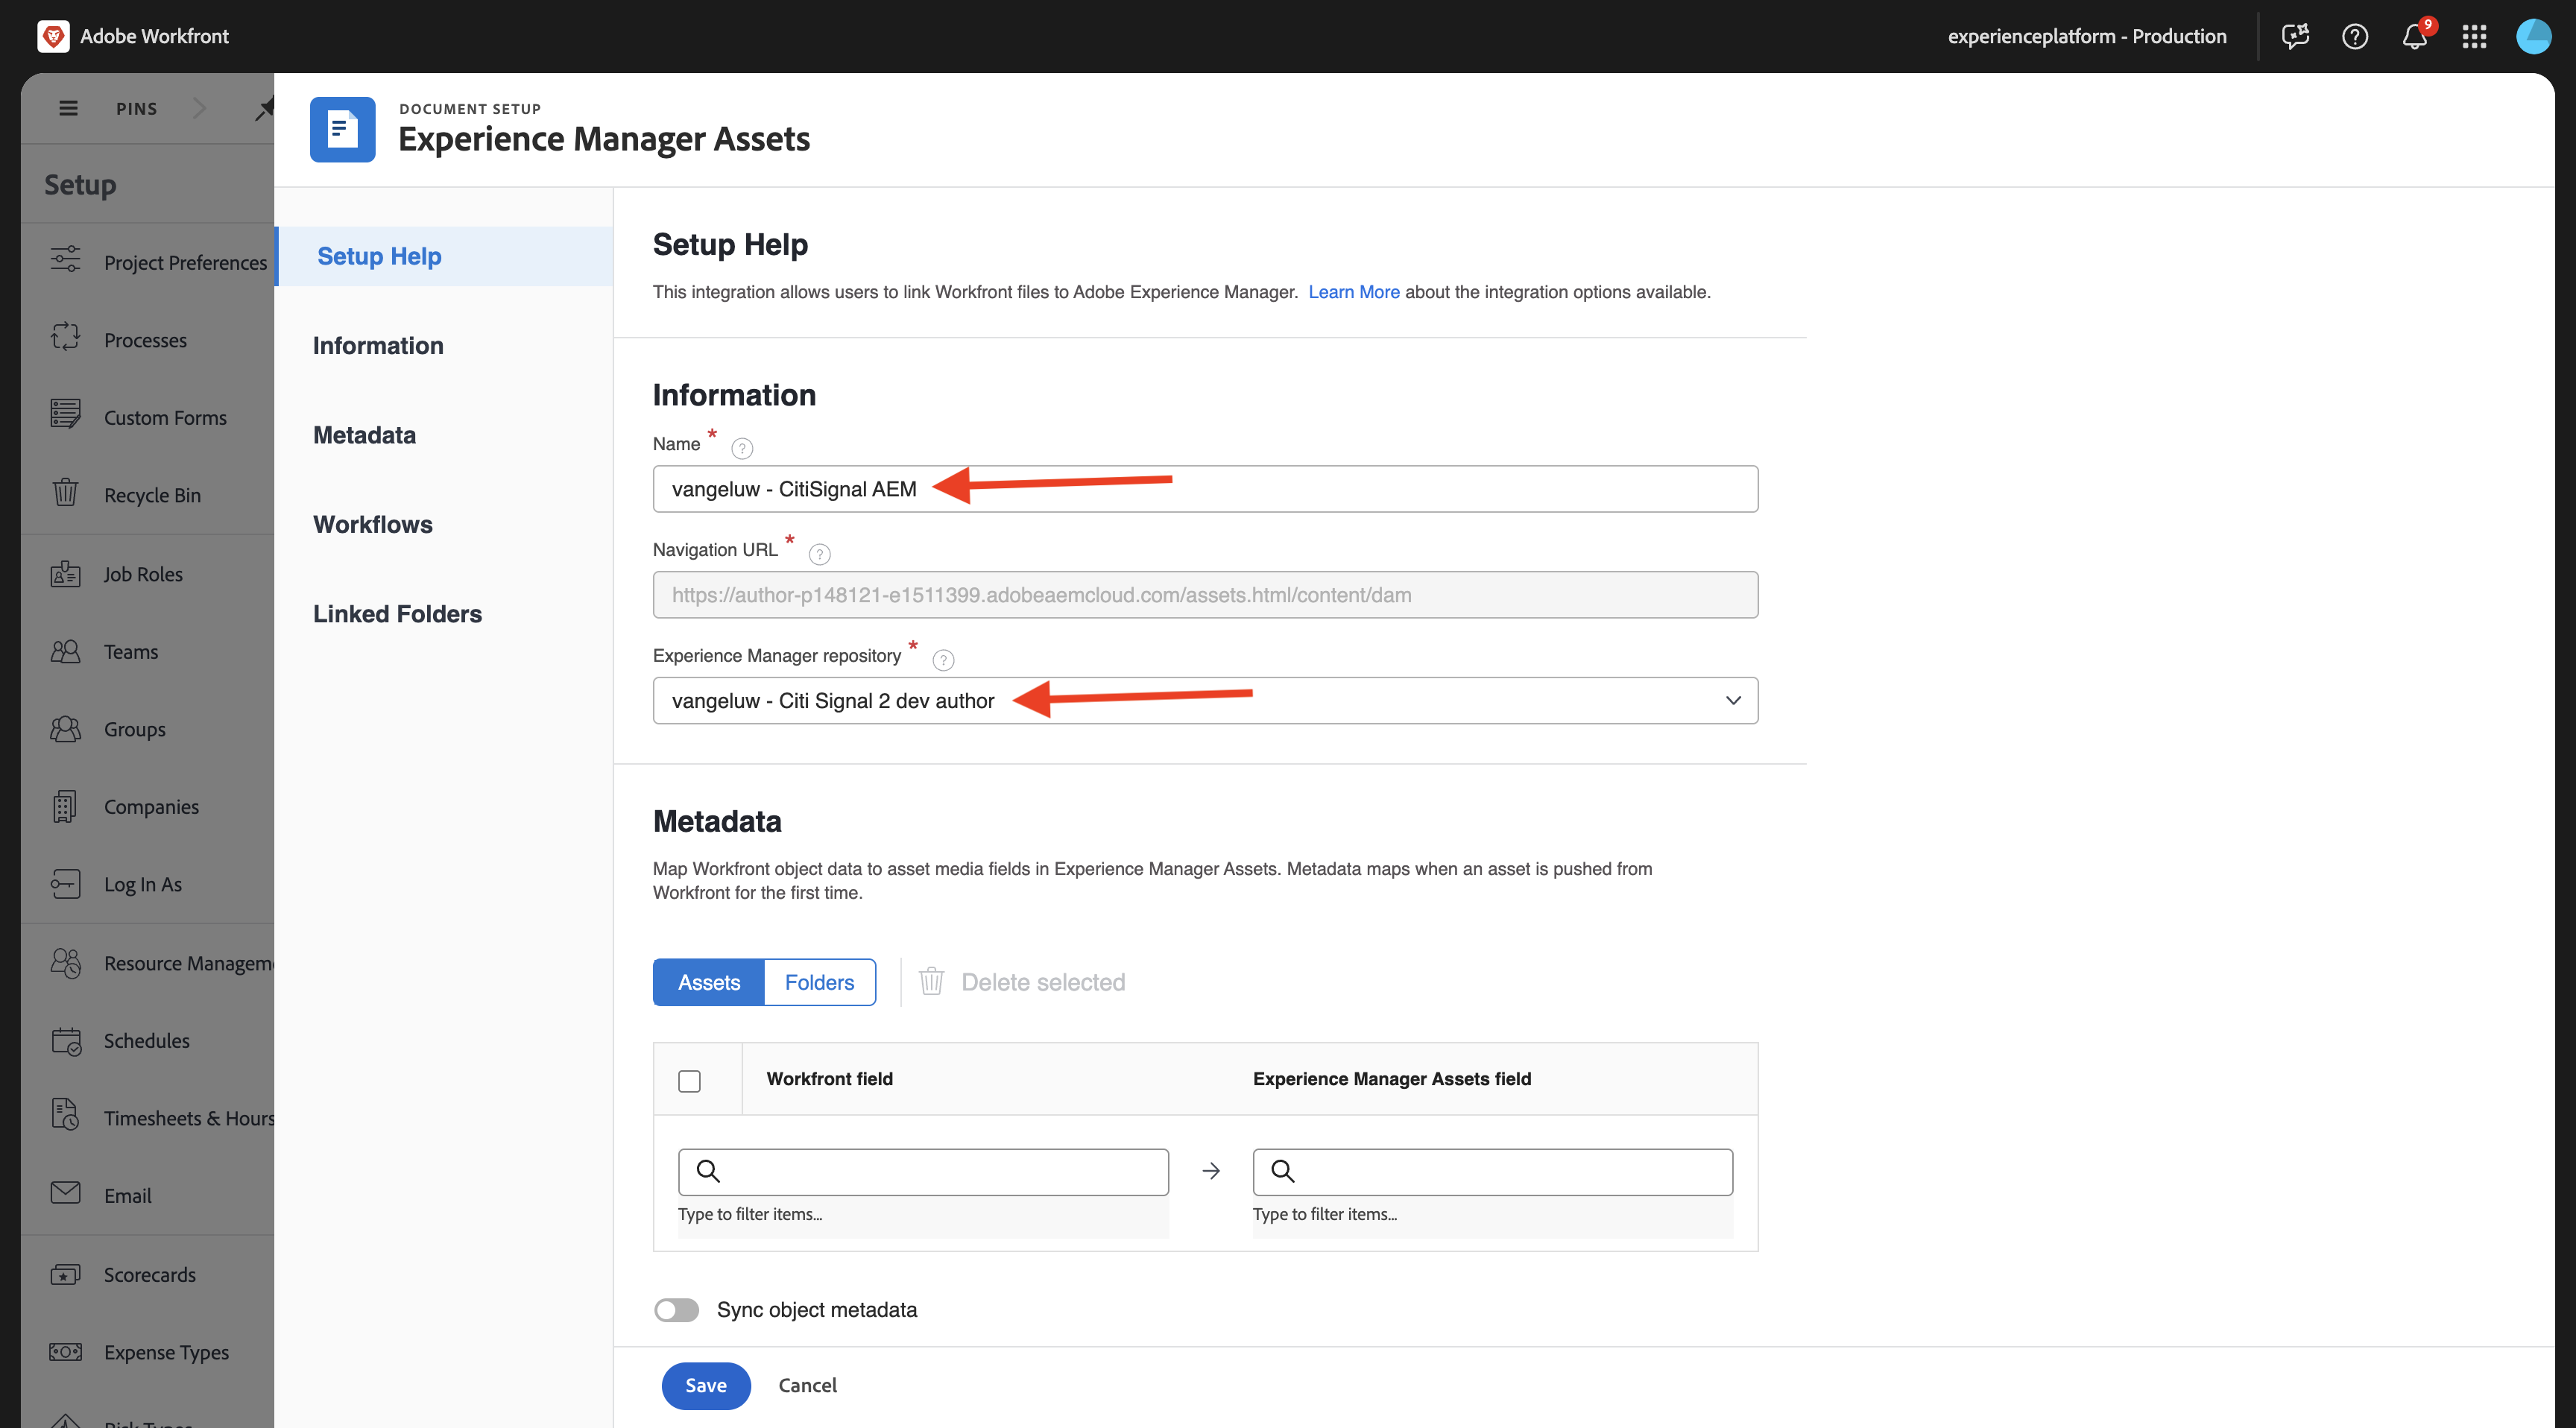 Adobe Workfront
experienceplatform - Production
9
PINS
Setup
Project Preferences
Processes
Custom Forms
Recycle Bin
Job Roles
Teams
Groups
Companies
Log In As
Resource Managem
Schedules
Timesheets & Hours
Email
Scorecards
Expense Types
DOCUMENT SETUP
Experience Manager Assets
Setup Help
Information
Metadata
Workflows
Linked Folders
Setup Help
This integration allows users to link Workfront files to Adobe Experience Manager. Learn More about the integration options available.
Information
Name *
vangeluw - CitiSignal AEM
Navigation URL *
https://author-p148121-e1511399.adobeaemcloud.com/assets.html/content/dam
Experience Manager repository *
vangeluw - Citi Signal 2 dev author
Metadata
Map Workfront object data to asset media fields in Experience Manager Assets. Metadata maps when an asset is pushed from
Workfront for the first time.
Assets Folders Delete selected
Workfront field Experience Manager Assets field
Type to filter items... Type to filter items...
Sync object metadata
Save Cancel